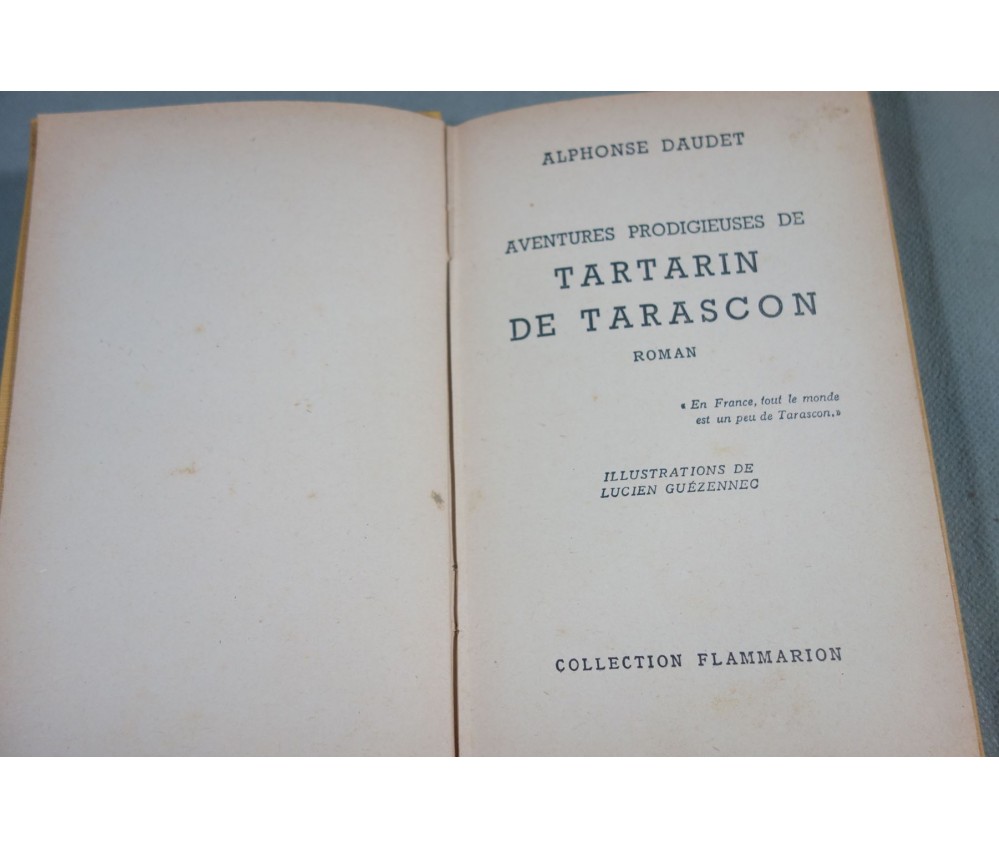 ALPHONSE DAUDET
AVENTURES PRODIGIEUSES DE
TARTARIN
DE TARASCON
ROMAN
« En France, tout le monde
est un peu de Tarascon.»
ILLUSTRATIONS DE
LUCIEN GUÉZENNEC
COLLECTION FLAMMARION